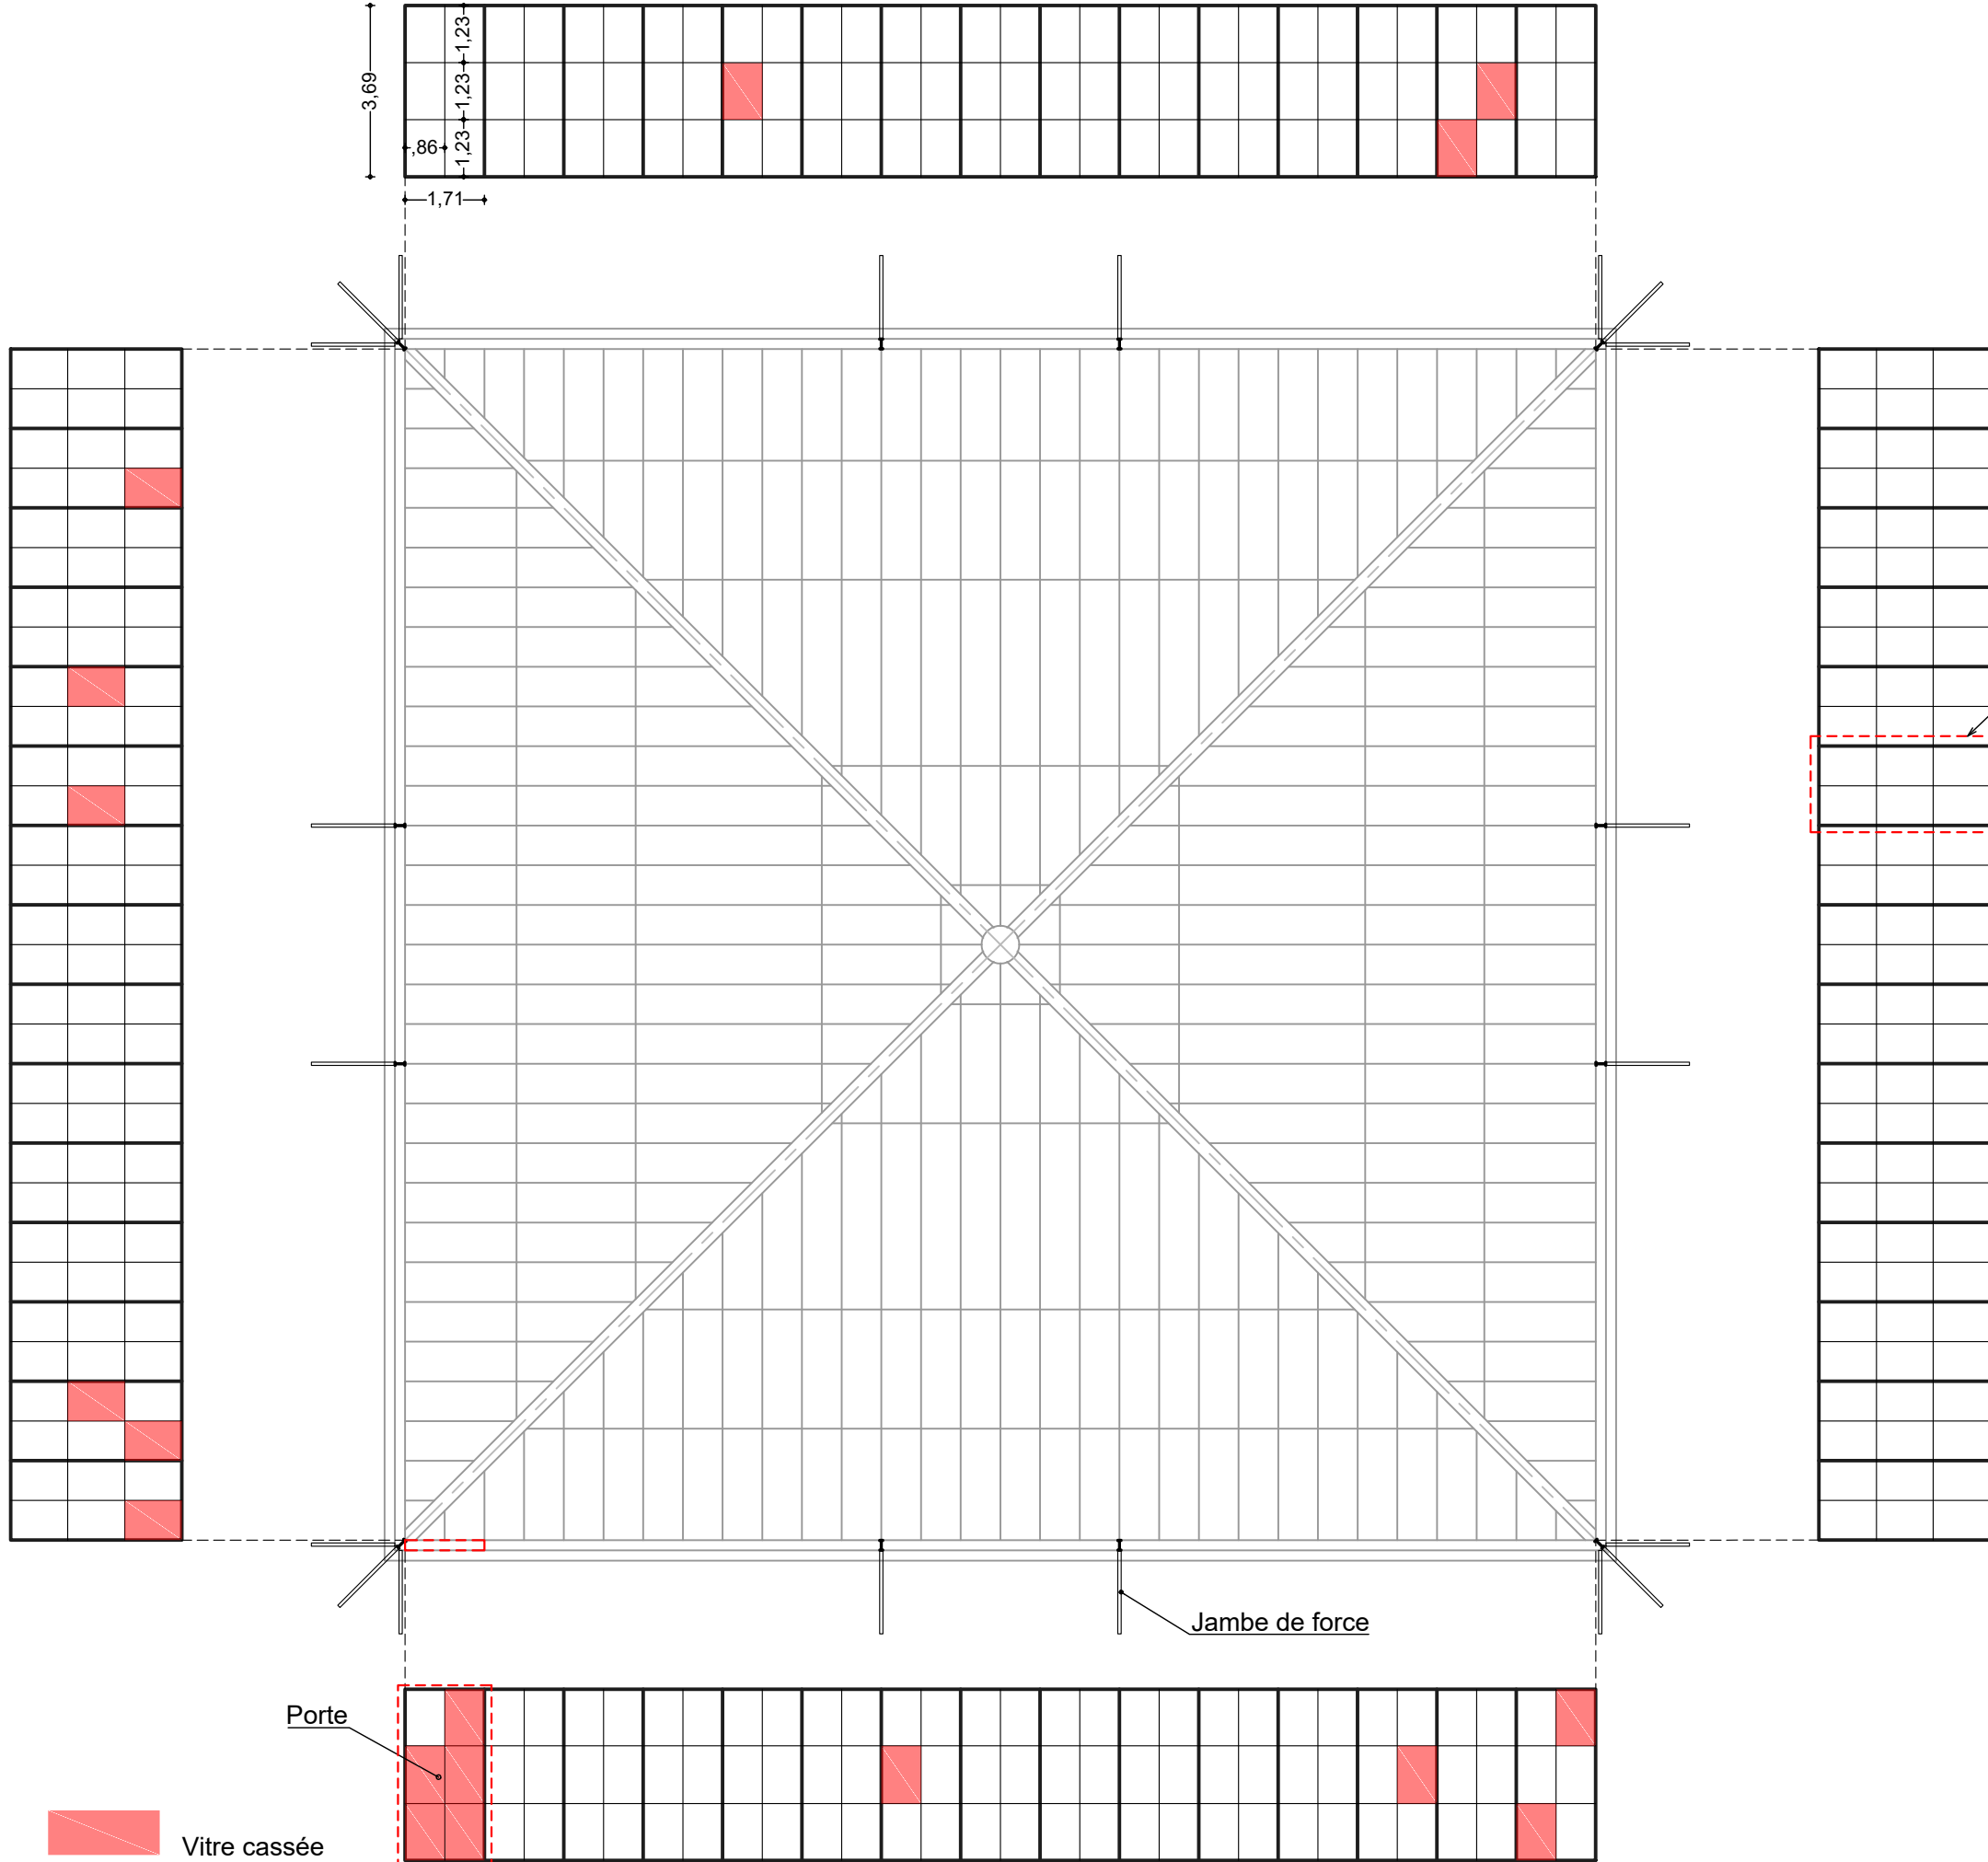 1,23
3,69
1,23
,86
1,23
1,71
Jambe de force
Porte
Vitre cassée